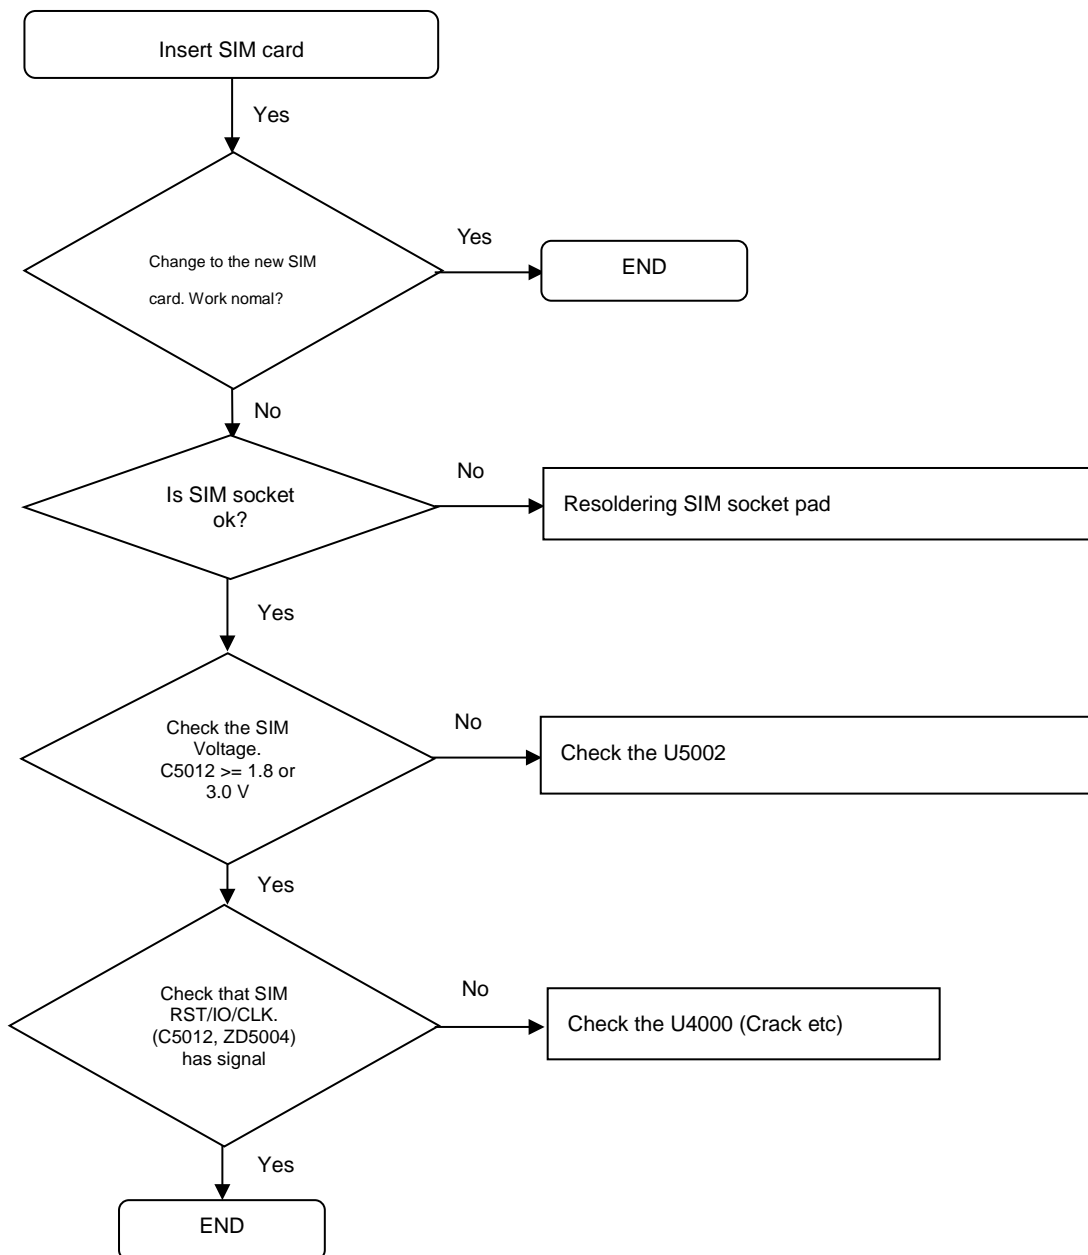 Insert SIM card
Yes
Change to the new SIM
card. Work nomal?
Yes
END
No
Is SIM socket
ok?
No
Resoldering SIM socket pad
Yes
Check the SIM
Voltage.
C5012 >= 1.8 or
3.0 V
No
Check the U5002
Yes
Check that SIM
RST/IO/CLK.
(C5012, ZD5004)
has signal
No
Check the U4000 (Crack etc)
Yes
END